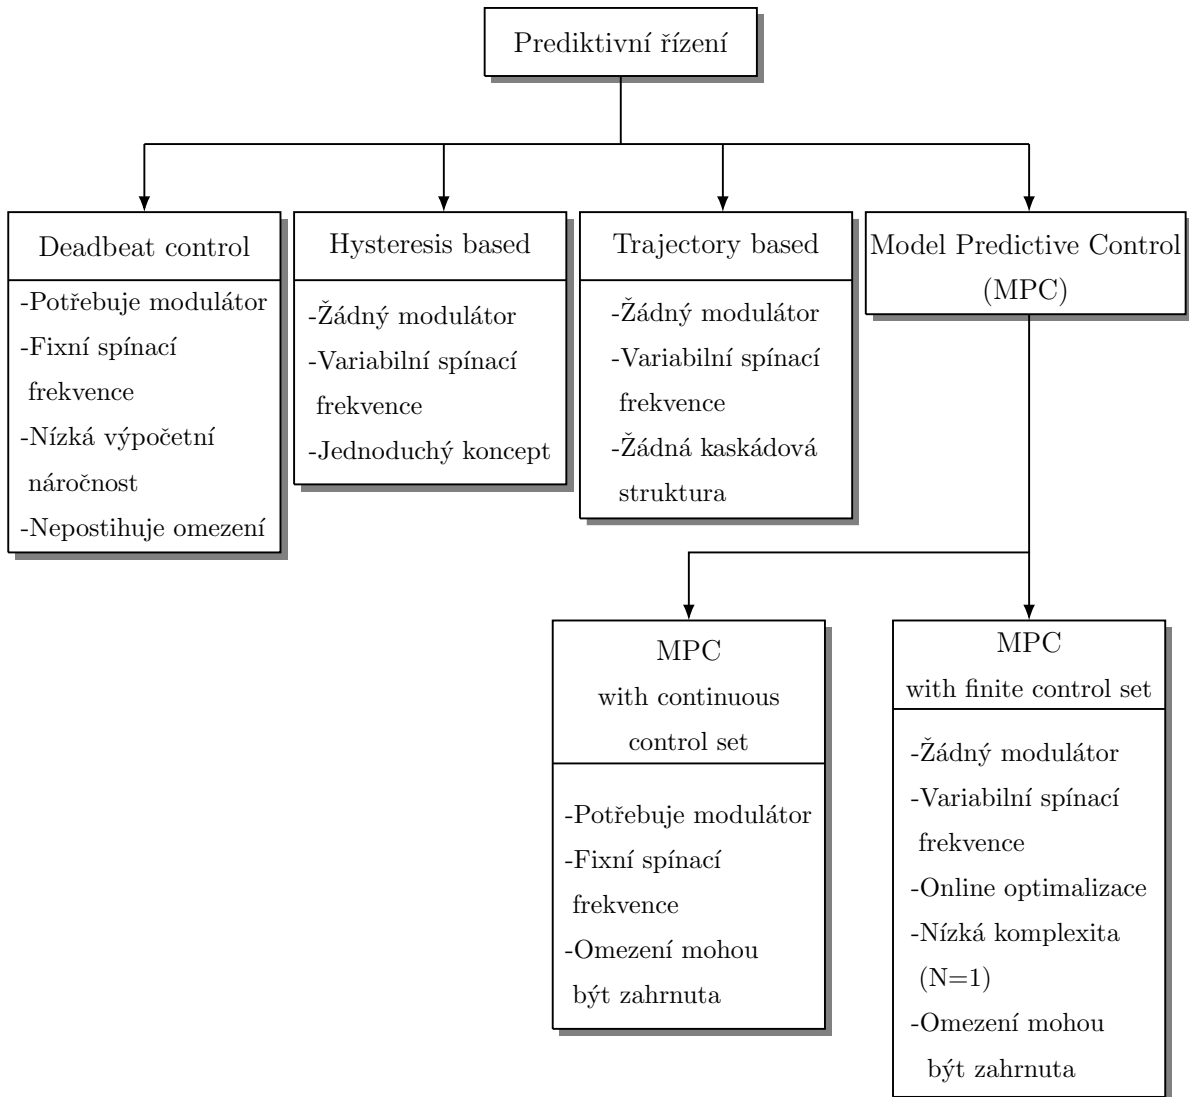 Prediktivní řízení
Deadbeat control
-Potřebuje modulátor
-Fixní spínací
frekvence
-Nízká výpočetní
náročnost
-Nepostihuje omezení
Hysteresis based
-Žádný modulátor
-Variabilní spínací
frekvence
-Jednoduchý koncept
Trajectory based
-Žádný modulátor
-Variabilní spínací
frekvence
-Žádná kaskádová
struktura
Model Predictive Control
(MPC)
MPC
with continuous
control set
-Potřebuje modulátor
-Fixní spínací
frekvence
-Omezení mohou
být zahrnuta
MPC
with finite control set
-Žádný modulátor
-Variabilní spínací
frekvence
-Online optimalizace
-Nízká komplexita
(N=1)
-Omezení mohou
být zahrnuta